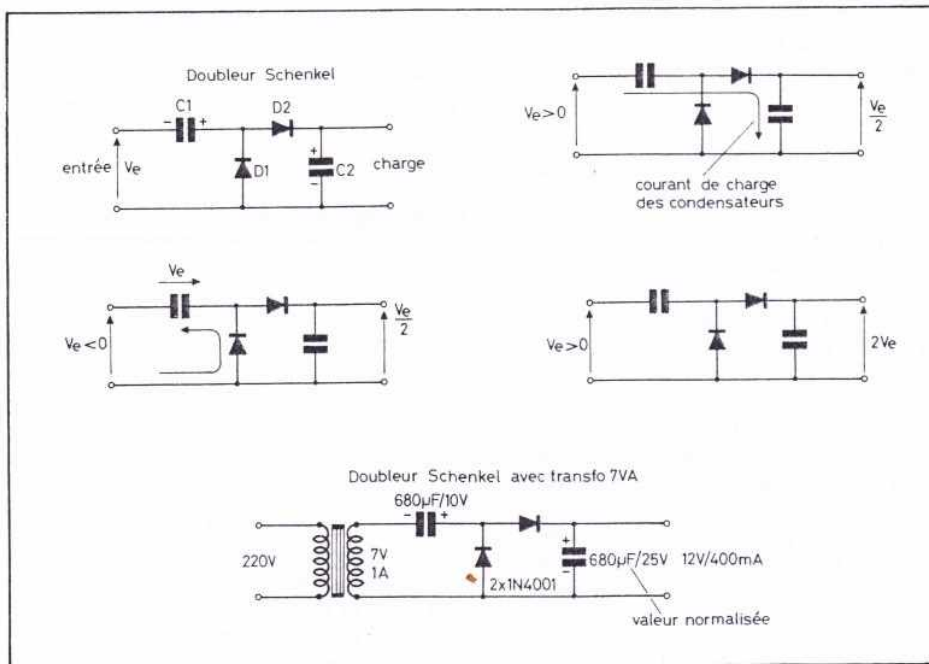 Doubleur Schenkel
C1
D2
- +
entrée
Ve
D1
+
-
C2
charge
Ve>0
Ve
2
courant de charge
des condensateurs
Ve
Ve<0
Ve
2
Ve>0
2Ve
Doubleur Schenkel avec transfo 7VA
680µF/10V
- +
220V
7V
1A
2x1N4001
+
-
680µF/25V
12V/400mA
valeur normalisée